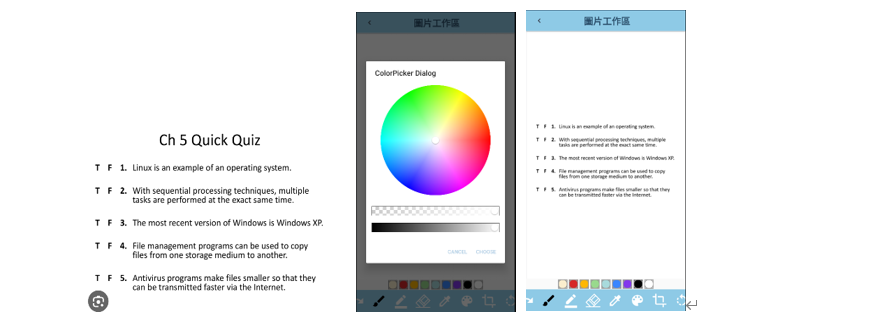 Ch 5 Quick Quiz
T F 1. Linux is an example of an operating system.
T F 2. With sequential processing techniques, multiple
tasks are performed at the exact same time.
T F 3. The most recent version of Windows is Windows XP.
T F 4. File management programs can be used to copy
files from one storage medium to another.
T F 5. Antivirus programs make files smaller so that they
can be transmitted faster via the Internet.
圖片工作區
ColorPicker Dialog
CANCEL CHOOSE
圖片工作區
T F 1. Linux is an example of an operating system.
T F 2. With sequential processing techniques, multiple
tasks are performed at the exact same time.
T F 3. The most recent version of Windows is Windows XP.
T F 4. File management programs can be used to copy
files from one storage medium to another.
T F 5. Antivirus programs make files smaller so that they
can be transmitted faster via the Internet.